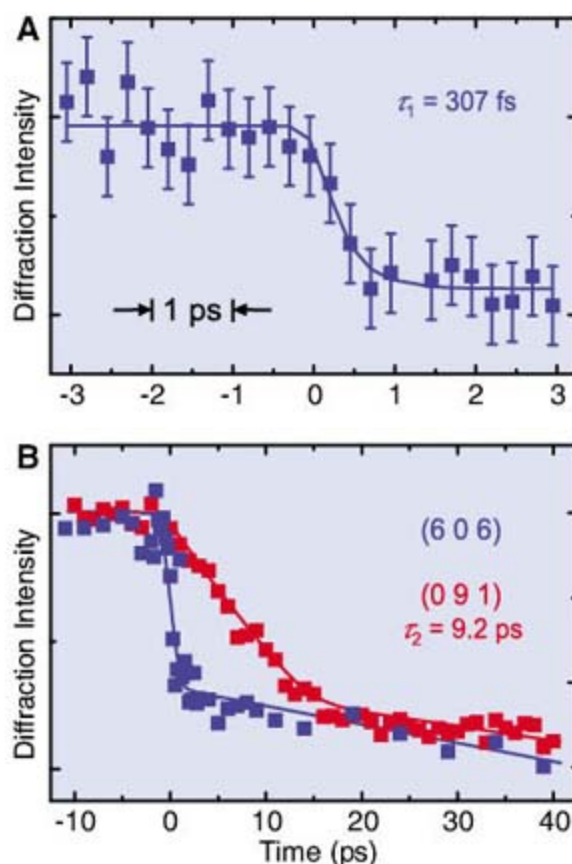 A
τ1 = 307 fs
Diffraction Intensity
1 ps
-3 -2 -1 0 1 2 3
B
(6 0 6)
(0 9 1)
τ2 = 9.2 ps
Diffraction Intensity
-10 0 10 20 30 40
Time (ps)